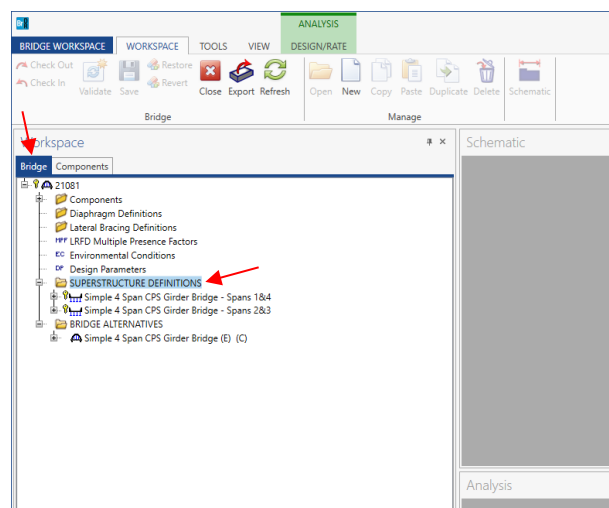 Br
ANALYSIS
BRIDGE WORKSPACE WORKSPACE TOOLS VIEW DESIGN/RATE
Check Out
Check In
Validate
Save
Restore
Revert
Close
Export
Refresh
Open
New
Copy
Paste
Duplicate
Delete
Schematic
Bridge
Manage
Workspace
Schematic
Bridge Components
21081
Components
Diaphragm Definitions
Lateral Bracing Definitions
MPF LRFD Multiple Presence Factors
EC Environmental Conditions
DP Design Parameters
SUPERSTRUCTURE DEFINITIONS
Simple 4 Span CPS Girder Bridge - Spans 1&4
Simple 4 Span CPS Girder Bridge - Spans 2&3
BRIDGE ALTERNATIVES
Simple 4 Span CPS Girder Bridge (E) (C)
Analysis